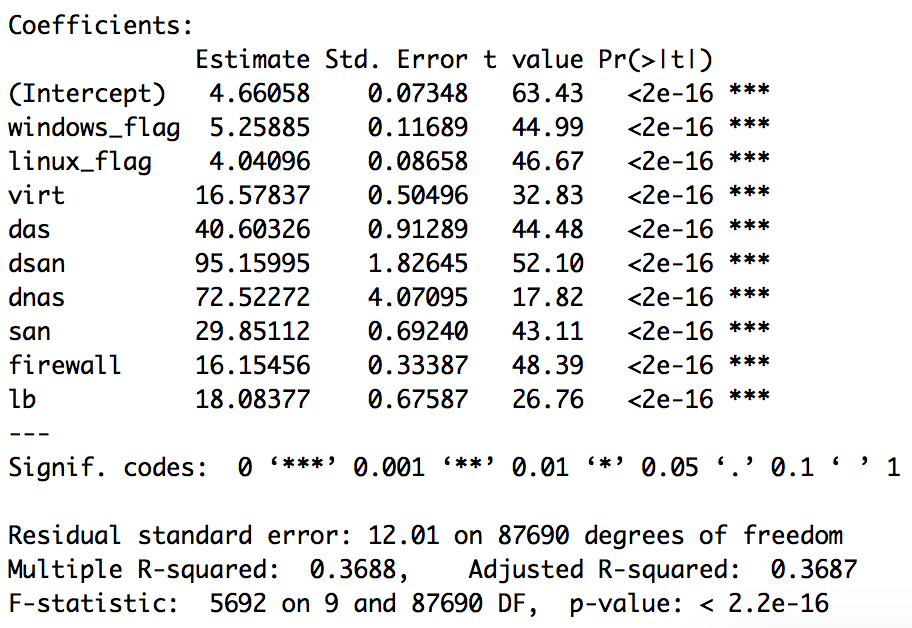 Coefficients:
             Estimate Std. Error t value Pr(>|t|)
(Intercept)   4.66058    0.07348   63.43   <2e-16 ***
windows_flag  5.25885    0.11689   44.99   <2e-16 ***
linux_flag    4.04096    0.08658   46.67   <2e-16 ***
virt         16.57837    0.50496   32.83   <2e-16 ***
das          40.60326    0.91289   44.48   <2e-16 ***
dsan         95.15995    1.82645   52.10   <2e-16 ***
dnas         72.52272    4.07095   17.82   <2e-16 ***
san          29.85112    0.69240   43.11   <2e-16 ***
firewall     16.15456    0.33387   48.39   <2e-16 ***
lb           18.08377    0.67587   26.76   <2e-16 ***
---
Signif. codes:  0 ‘***’ 0.001 ‘**’ 0.01 ‘*’ 0.05 ‘.’ 0.1 ‘ ’ 1
Residual standard error: 12.01 on 87690 degrees of freedom
Multiple R-squared:  0.3688,    Adjusted R-squared:  0.3687
F-statistic:  5692 on 9 and 87690 DF,  p-value: < 2.2e-16